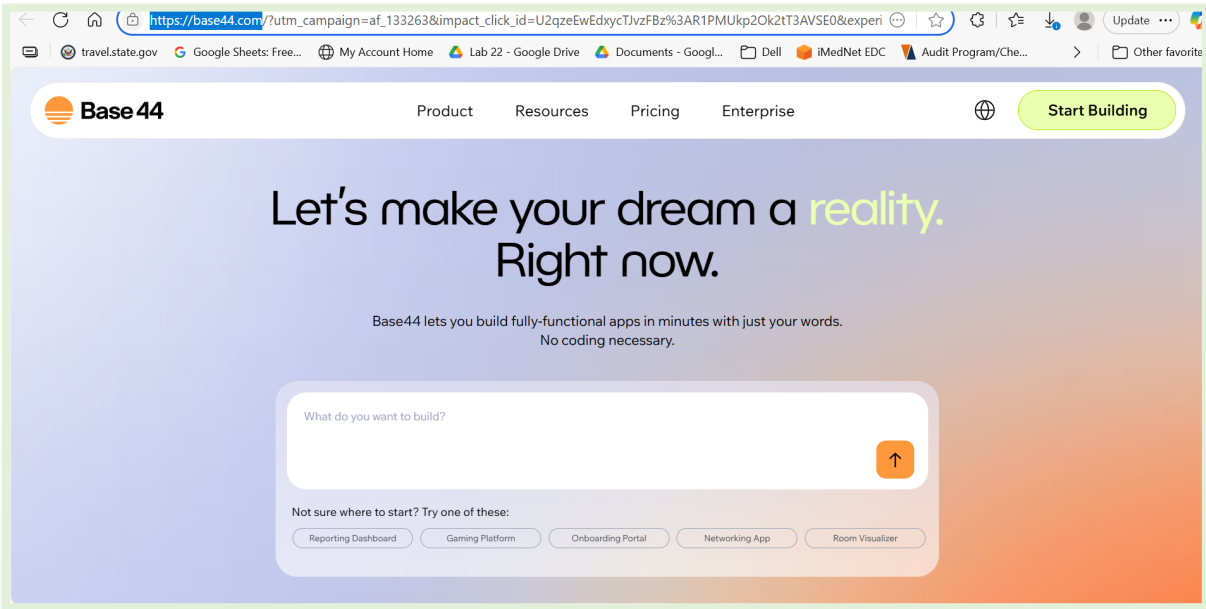 https://base44.com/?utm_campaign=af_133263&impact_click_id=U2qzeEwEdxycTJvzFBz%3AR1PMUkp2Ok2tT3AVSE0&experi
Update
travel.state.gov Google Sheets: Free... My Account Home Lab 22 - Google Drive Documents - Googl... Dell iMedNet EDC Audit Program/Che... Other favorite
Base 44 Product Resources Pricing Enterprise Start Building
Let's make your dream a reality.
Right now.
Base44 lets you build fully-functional apps in minutes with just your words.
No coding necessary.
What do you want to build?
Not sure where to start? Try one of these:
Reporting Dashboard Gaming Platform Onboarding Portal Networking App Room Visualizer